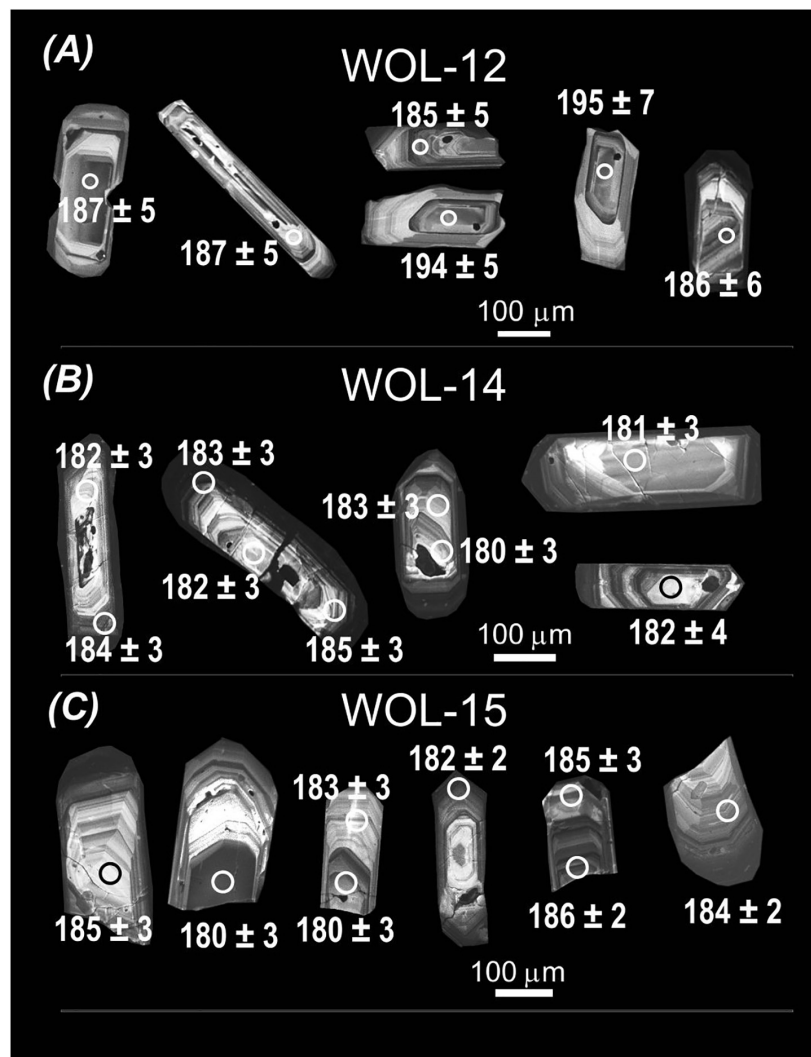 (A)
WOL-12
185 ± 5
195 ± 7
187 ± 5
187 ± 5
194 ± 5
186 ± 6
100 µm
(B)
WOL-14
182 ± 3
183 ± 3
181 ± 3
183 ± 3
180 ± 3
182 ± 3
184 ± 3
185 ± 3
182 ± 4
100 µm
(C)
WOL-15
182 ± 2
185 ± 3
183 ± 3
185 ± 3
180 ± 3
180 ± 3
186 ± 2
184 ± 2
100 µm